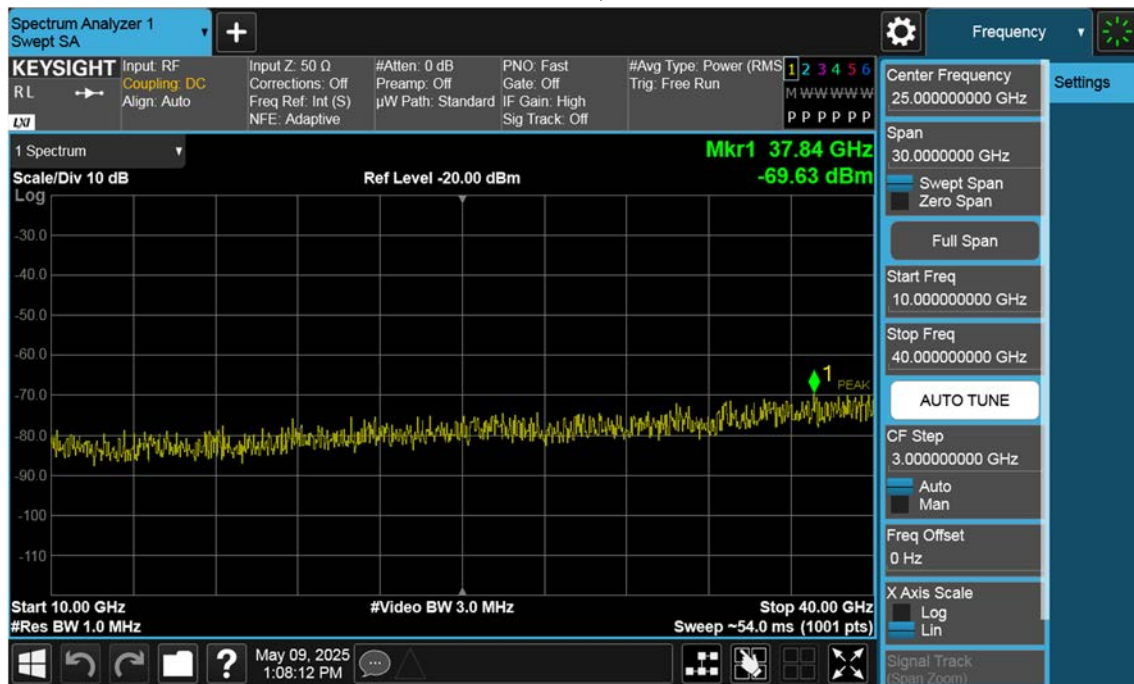 Spectrum Analyzer 1
Swept SA
+
Frequency
KEYSIGHT
RL
LXI
Input: RF
Coupling: DC
Align: Auto
Input Z: 50 Ω
Corrections: Off
Freq Ref: Int (S)
NFE: Adaptive
#Atten: 0 dB
Preamp: Off
µW Path: Standard
PNO: Fast
Gate: Off
IF Gain: High
Sig Track: Off
#Avg Type: Power (RMS
Trig: Free Run
1 2 3 4 5 6
M W W W W W
P P P P P P
1 Spectrum
Mkr1 37.84 GHz
-69.63 dBm
Scale/Div 10 dB
Ref Level -20.00 dBm
Log
-30.0
-40.0
-50.0
-60.0
-70.0
-80.0
-90.0
-100
-110
1
PEAK
Start 10.00 GHz
#Video BW 3.0 MHz
Stop 40.00 GHz
#Res BW 1.0 MHz
Sweep ~54.0 ms (1001 pts)
?
May 09, 2025
1:08:12 PM
Center Frequency
25.000000000 GHz
Span
30.0000000 GHz
Swept Span
Zero Span
Full Span
Start Freq
10.000000000 GHz
Stop Freq
40.000000000 GHz
AUTO TUNE
CF Step
3.000000000 GHz
Auto
Man
Freq Offset
0 Hz
X Axis Scale
Log
Lin
Signal Track
(Span Zoom)
Settings